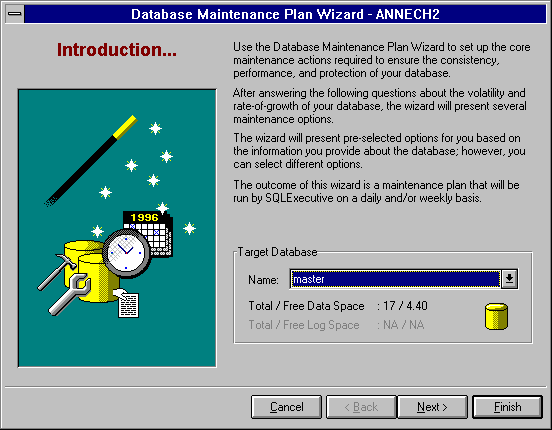 Database Maintenance Plan Wizard - ANNECH2
Introduction...
Use the Database Maintenance Plan Wizard to set up the core
maintenance actions required to ensure the consistency,
performance, and protection of your database.
After answering the following questions about the volatility and
rate-of-growth of your database, the wizard will present several
maintenance options.
The wizard will present pre-selected options for you based on
the information you provide about the database; however, you
can select different options.
The outcome of this wizard is a maintenance plan that will be
run by SQLExecutive on a daily and/or weekly basis.
1996
Target Database
Name: master
Total / Free Data Space : 17 / 4.40
Total / Free Log Space : NA / NA
Cancel < Back Next > Finish